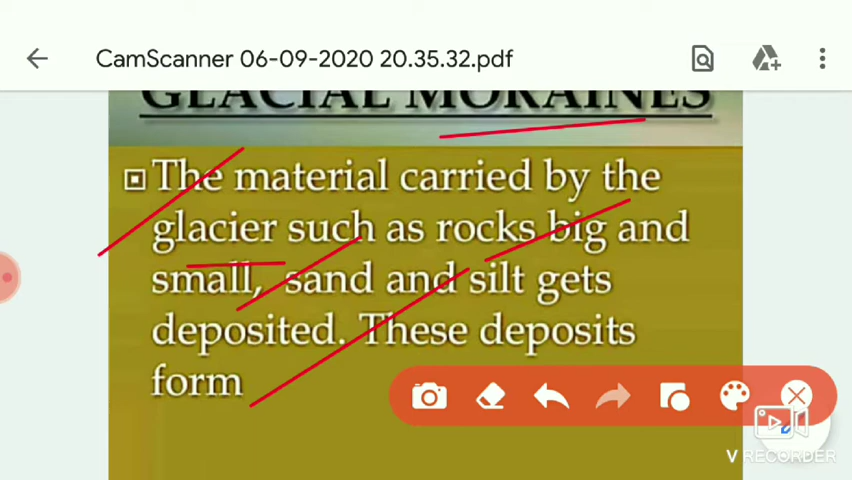 CamScanner 06-09-2020 20.35.32.pdf
GLACIAL MORAINES
The material carried by the
glacier such as rocks big and
small, sand and silt gets
deposited. These deposits
form
V RECORDER